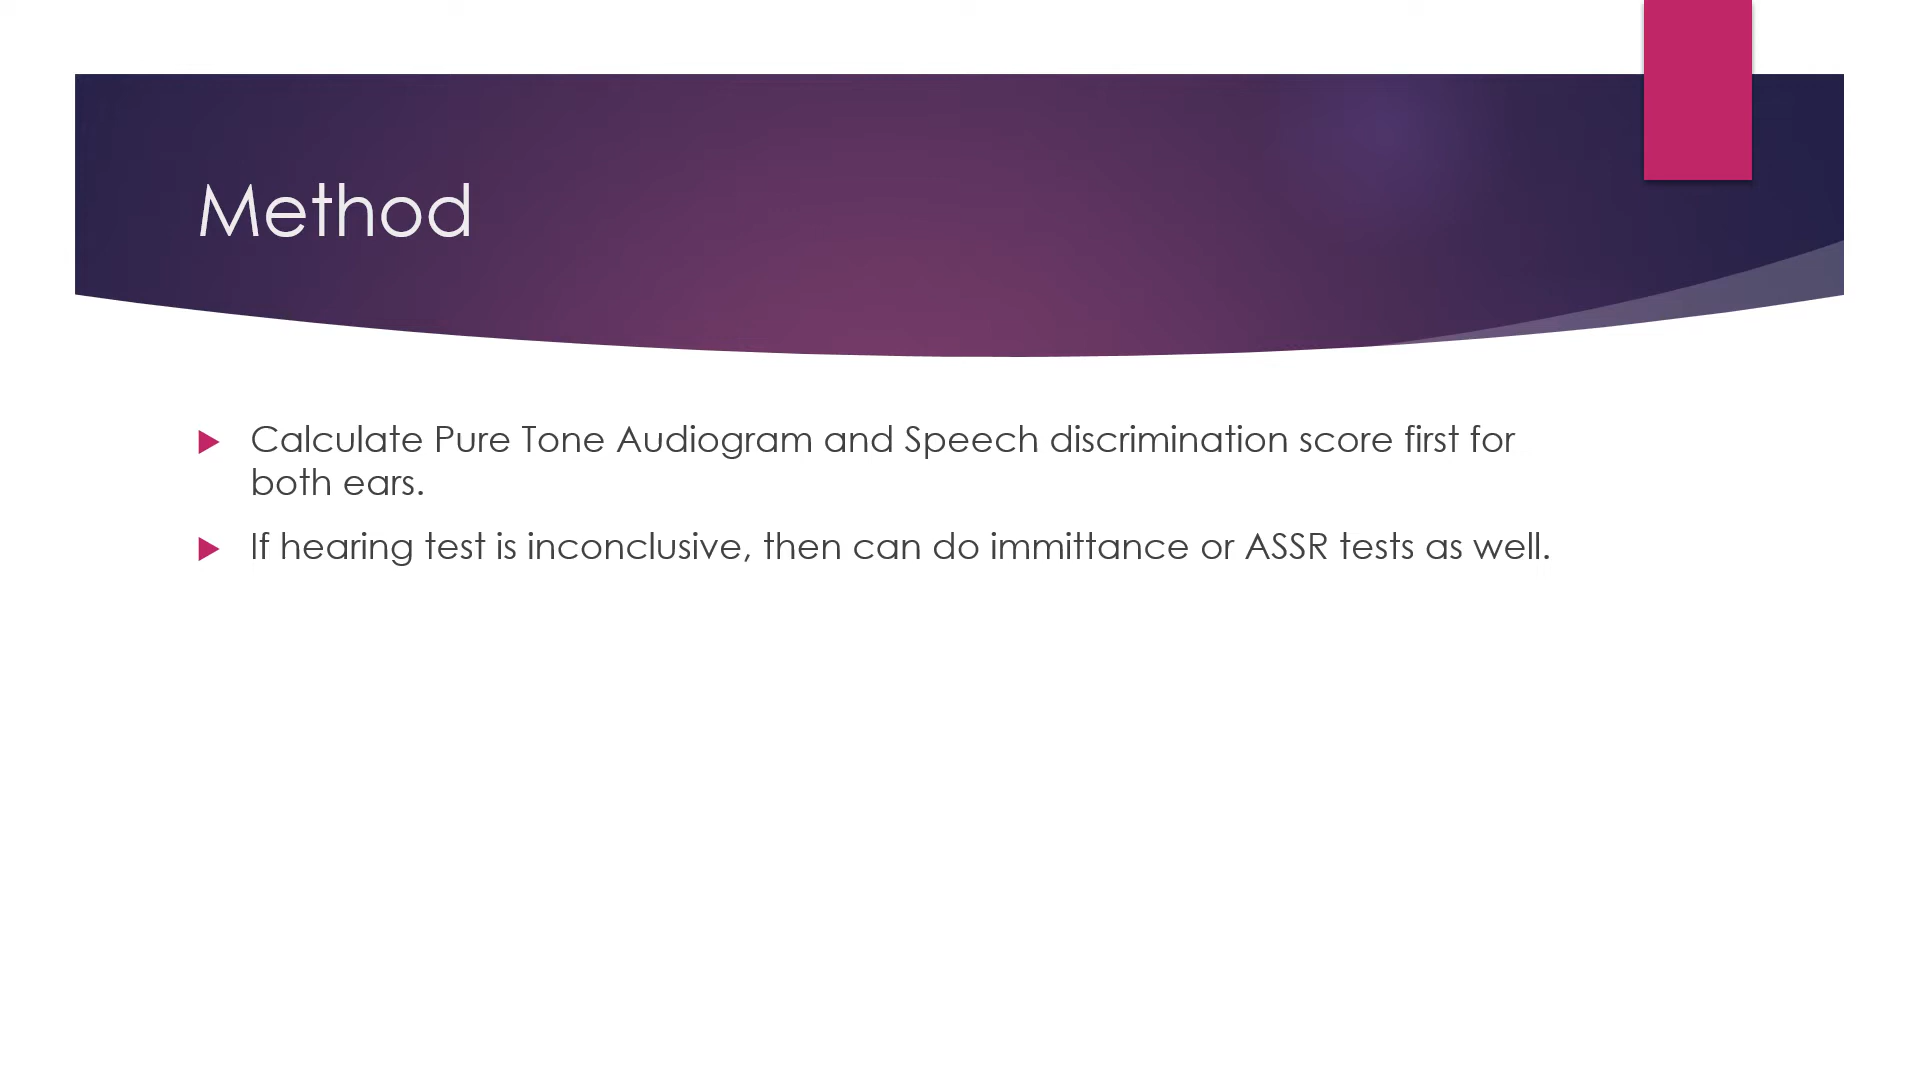 Method
Calculate Pure Tone Audiogram and Speech discrimination score first for
both ears.
If hearing test is inconclusive, then can do immittance or ASSR tests as well.